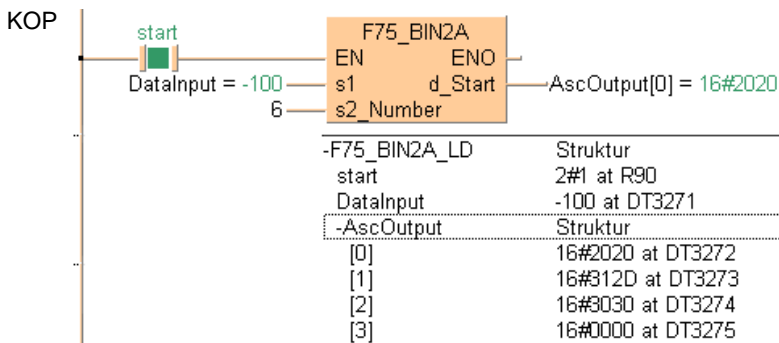 KOP
start
F75_BIN2A
EN ENO
DataInput = -100 s1 d_Start AscOutput[0] = 16#2020
6 s2_Number
-F75_BIN2A_LD Struktur
start 2#1 at R90
DataInput -100 at DT3271
-AscOutput Struktur
[0] 16#2020 at DT3272
[1] 16#312D at DT3273
[2] 16#3030 at DT3274
[3] 16#0000 at DT3275